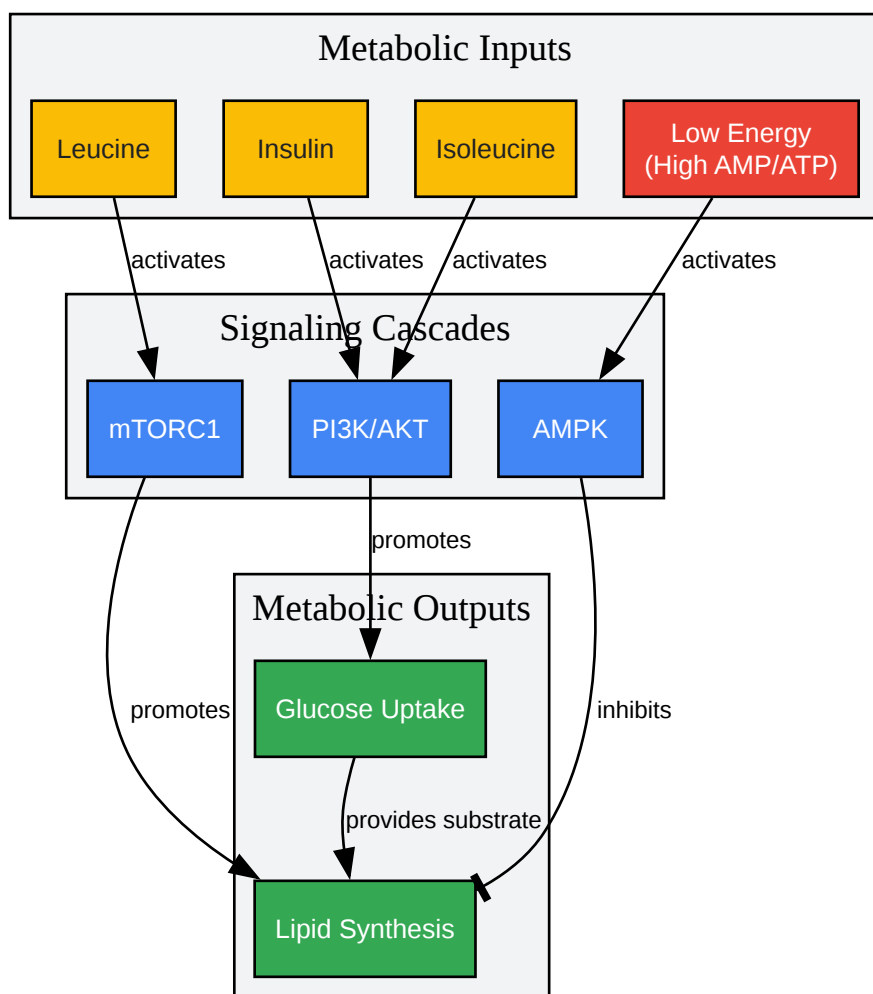 Metabolic Inputs
Leucine
Insulin
Isoleucine
Low Energy
(High AMP/ATP)
activates
activates
activates
activates
Signaling Cascades
mTORC1
PI3K/AKT
AMPK
promotes
Metabolic Outputs
Glucose Uptake
promotes
inhibits
provides substrate
Lipid Synthesis